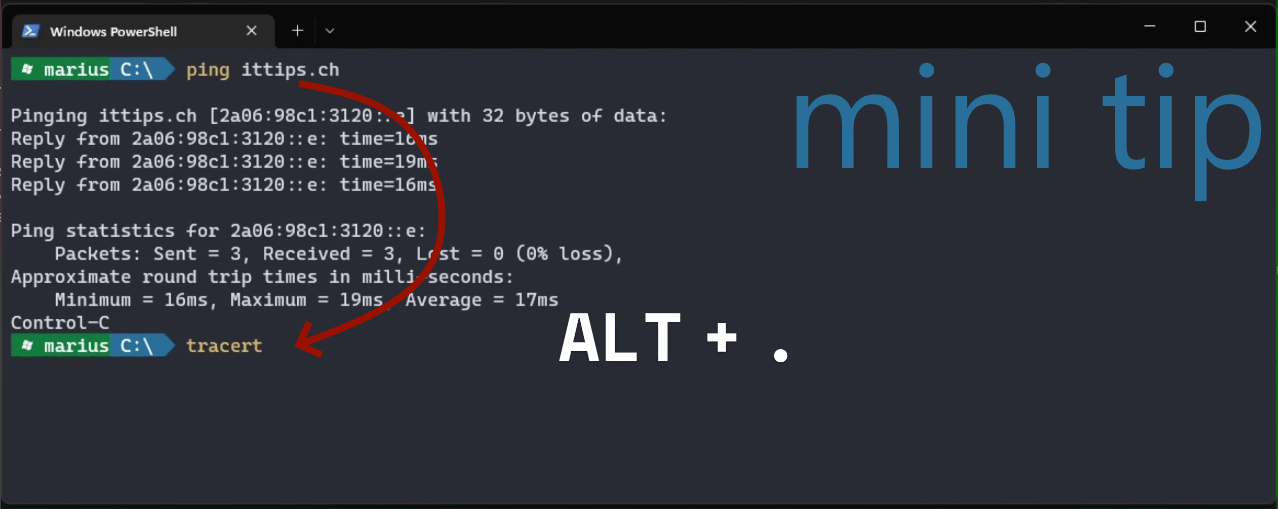 Windows PowerShell
marius C:\ ping ittips.ch
mini tip
Pinging ittips.ch [2a06:98c1:3120::e] with 32 bytes of data:
Reply from 2a06:98c1:3120::e: time=16ms
Reply from 2a06:98c1:3120::e: time=19ms
Reply from 2a06:98c1:3120::e: time=16ms
Ping statistics for 2a06:98c1:3120::e:
Packets: Sent = 3, Received = 3, Lost = 0 (0% loss),
Approximate round trip times in milli-seconds:
Minimum = 16ms, Maximum = 19ms, Average = 17ms
Control-C
marius C:\ tracert
ALT + .